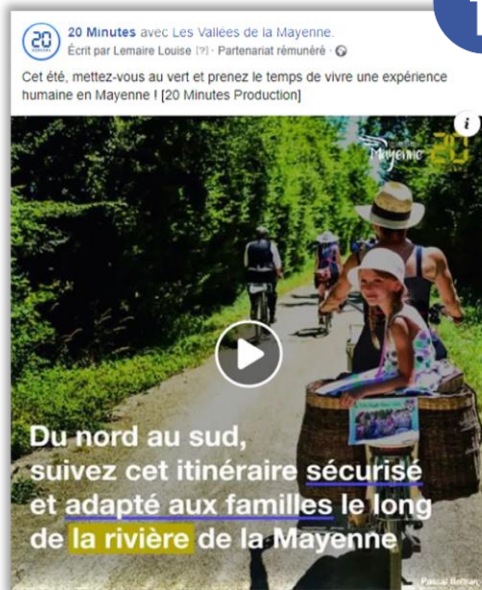 20 Minutes avec Les Vallées de la Mayenne.
Écrit par Lemaire Louise [?] · Partenariat rémunéré ·
Cet été, mettez-vous au vert et prenez le temps de vivre une expérience
humaine en Mayenne ! [20 Minutes Production]
i
Mayenne 20
Du nord au sud,
suivez cet itinéraire sécurisé
et adapté aux familles le long
de la rivière de la Mayenne